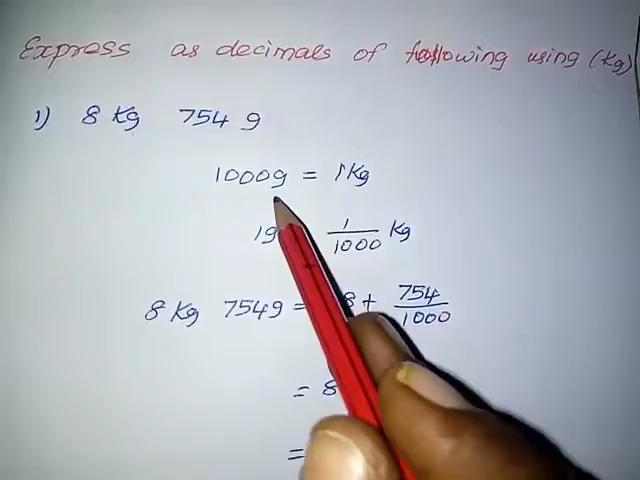 Express as decimals of following using (Kg)
1) 8 Kg 754 g
1000g = 1Kg
1g 1/1000 Kg
8 Kg 754g = 8 + 754/1000
= 8
=